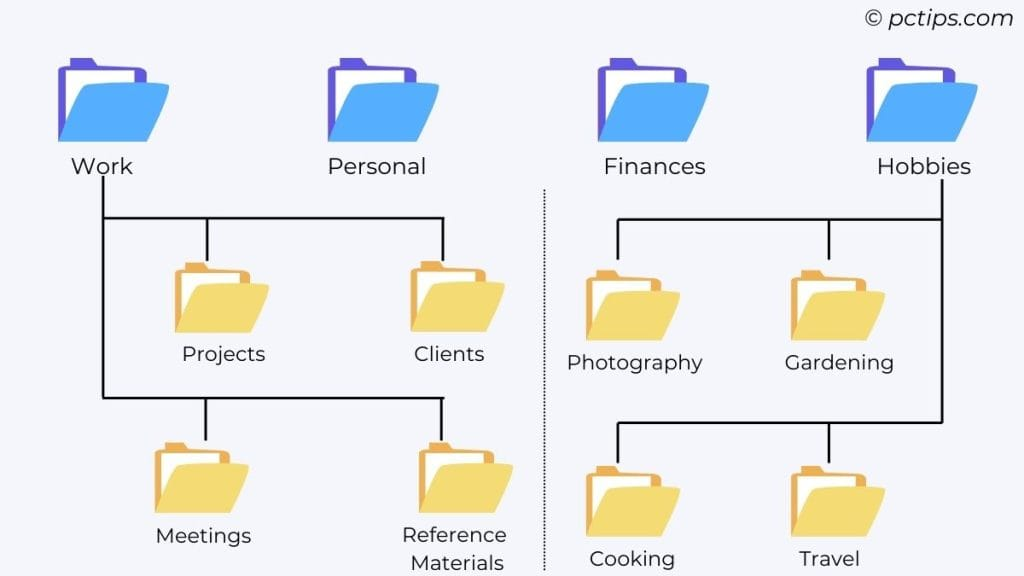 © pctips.com
Work
Personal
Finances
Hobbies
Projects
Clients
Photography
Gardening
Meetings
Reference
Materials
Cooking
Travel